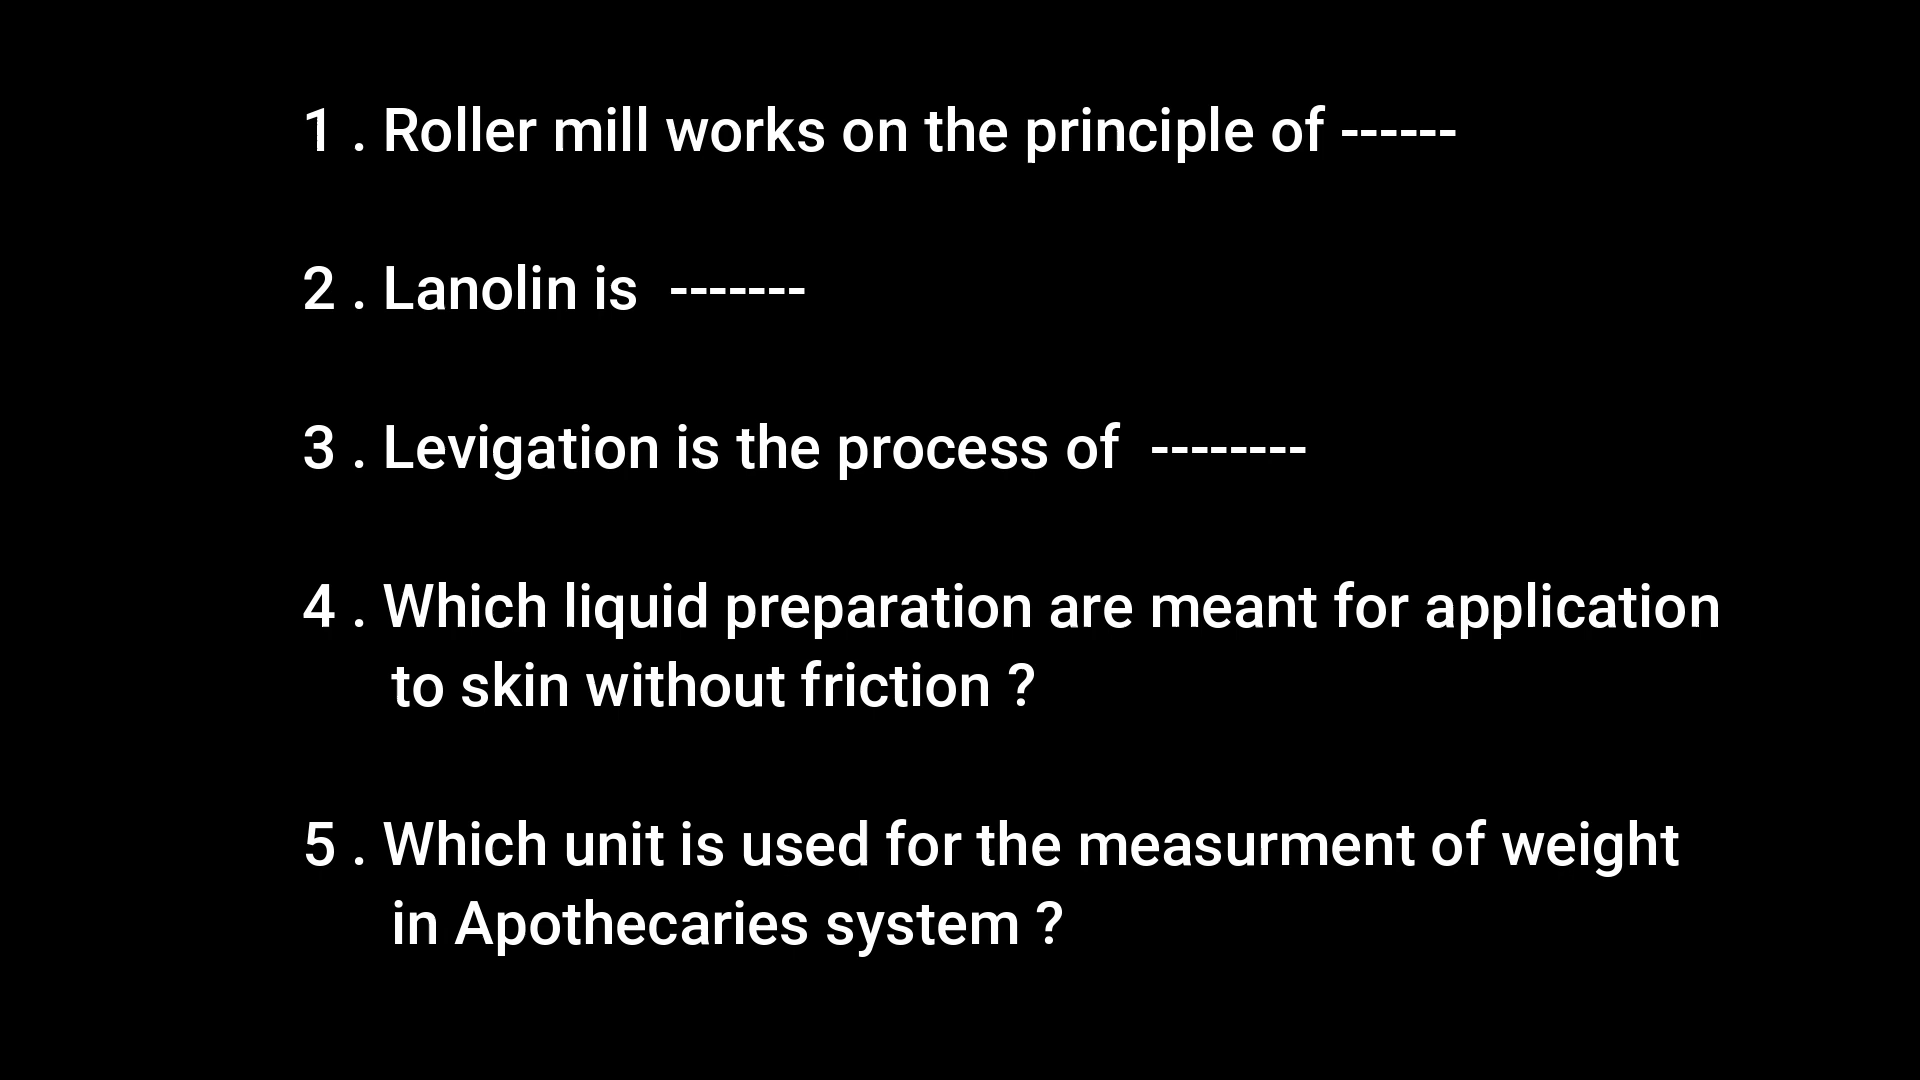 1 . Roller mill works on the principle of ------
2 . Lanolin is  -------
3 . Levigation is the process of  --------
4 . Which liquid preparation are meant for application
to skin without friction ?
5 . Which unit is used for the measurment of weight
in Apothecaries system ?